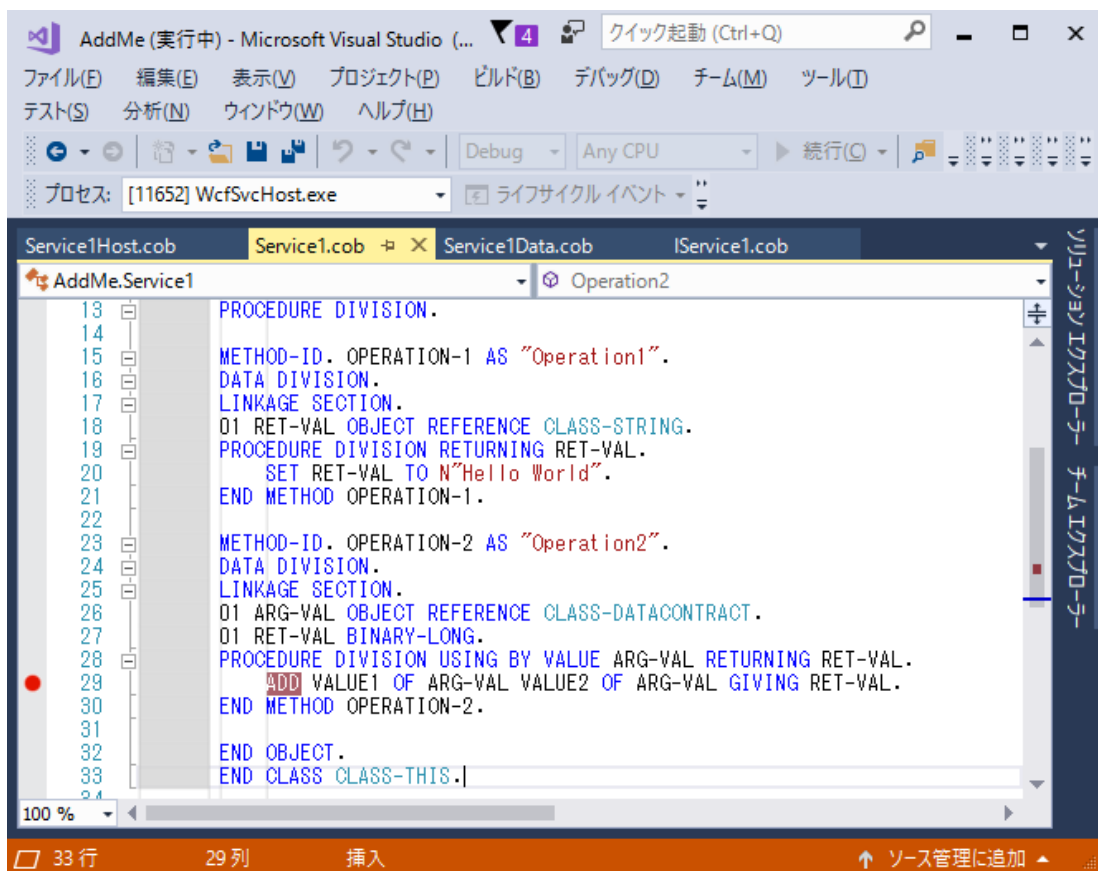 AddMe (実行中) - Microsoft Visual Studio (... 4 クイック起動 (Ctrl+Q)
ファイル(F) 編集(E) 表示(V) プロジェクト(P) ビルド(B) デバッグ(D) チーム(M) ツール(T)
テスト(S) 分析(N) ウィンドウ(W) ヘルプ(H)
Debug Any CPU 続行(C)
プロセス: [11652] WcfSvcHost.exe ライフサイクル イベント
Service1Host.cob Service1.cob Service1Data.cob IService1.cob
AddMe.Service1 Operation2
13 PROCEDURE DIVISION.
14
15 METHOD-ID. OPERATION-1 AS "Operation1".
16 DATA DIVISION.
17 LINKAGE SECTION.
18 01 RET-VAL OBJECT REFERENCE CLASS-STRING.
19 PROCEDURE DIVISION RETURNING RET-VAL.
20 SET RET-VAL TO N"Hello World".
21 END METHOD OPERATION-1.
22
23 METHOD-ID. OPERATION-2 AS "Operation2".
24 DATA DIVISION.
25 LINKAGE SECTION.
26 01 ARG-VAL OBJECT REFERENCE CLASS-DATACONTRACT.
27 01 RET-VAL BINARY-LONG.
28 PROCEDURE DIVISION USING BY VALUE ARG-VAL RETURNING RET-VAL.
29 ADD VALUE1 OF ARG-VAL VALUE2 OF ARG-VAL GIVING RET-VAL.
30 END METHOD OPERATION-2.
31
32 END OBJECT.
33 END CLASS CLASS-THIS.
34
100 %
33 行 29 列 挿入 ソース管理に追加
ソリューション エクスプローラー
チーム エクスプローラー